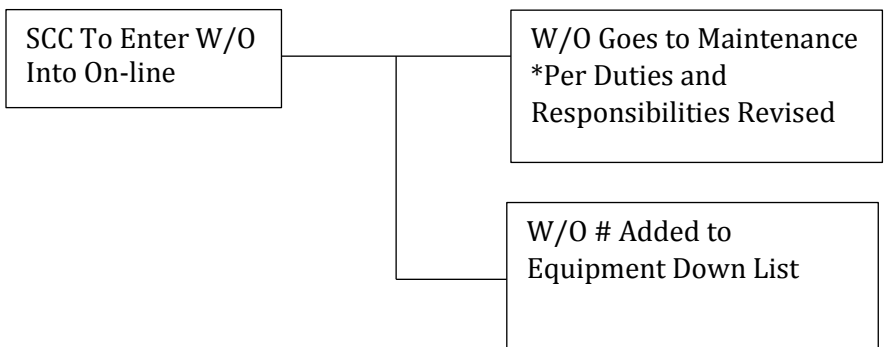 SCC To Enter W/O
Into On-line
W/O Goes to Maintenance
*Per Duties and
Responsibilities Revised
W/O # Added to
Equipment Down List